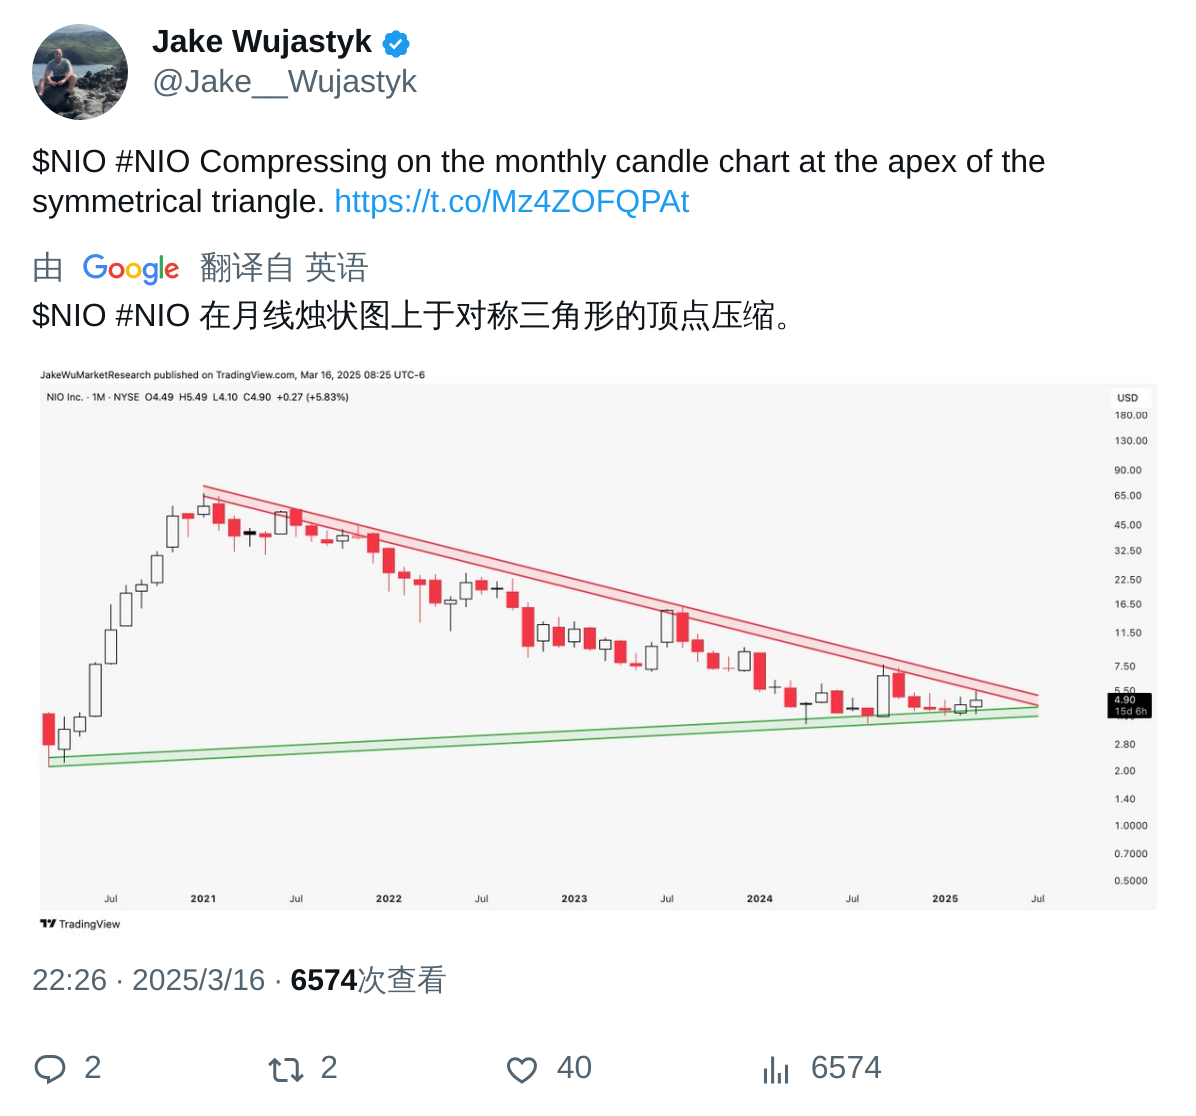 Jake Wujastyk
@Jake__Wujastyk
$NIO #NIO Compressing on the monthly candle chart at the apex of the
symmetrical triangle. https://t.co/Mz4ZOFQPAt
由 Google 翻译自 英语
$NIO #NIO 在月线烛状图上于对称三角形的顶点压缩。
JakeWuMarketResearch published on TradingView.com, Mar 16, 2025 08:25 UTC-6
NIO Inc. · 1M · NYSE O4.49 H5.49 L4.10 C4.90 +0.27 (+5.83%)
USD
180.00
130.00
90.00
65.00
45.00
32.50
22.50
16.50
11.50
7.50
5.50
4.90
15d 6h
2.80
2.00
1.40
1.0000
0.7000
0.5000
Jul 2021 Jul 2022 Jul 2023 Jul 2024 Jul 2025 Jul
TradingView
22:26 · 2025/3/16 · 6574次查看
2 2 40 6574